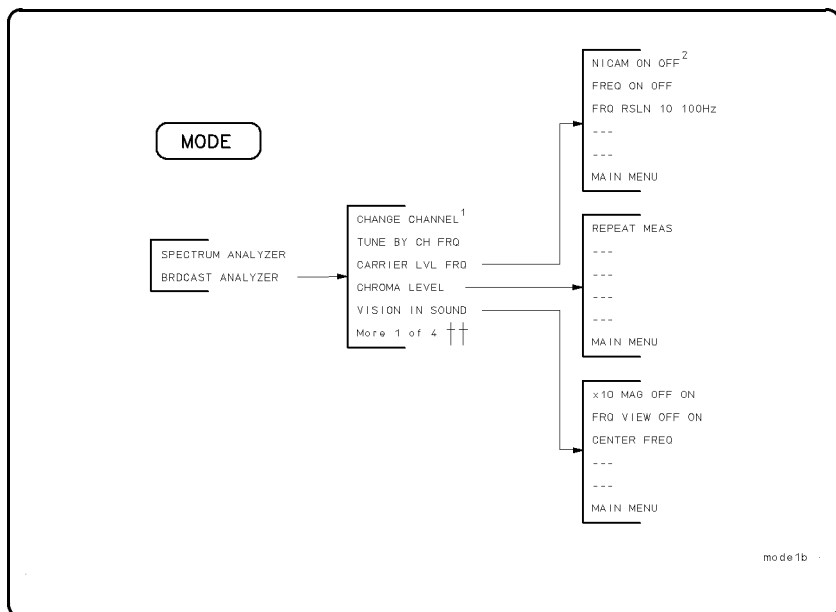 MODE
SPECTRUM ANALYZER
BRDCAST ANALYZER
CHANGE CHANNEL¹
TUNE BY CH FRQ
CARRIER LVL FRQ
CHROMA LEVEL
VISION IN SOUND
More 1 of 4 ††
NICAM ON OFF²
FREQ ON OFF
FRQ RSLN 10 100Hz
---
---
MAIN MENU
REPEAT MEAS
---
---
---
---
MAIN MENU
x10 MAG OFF ON
FRQ VIEW OFF ON
CENTER FREQ
---
---
MAIN MENU
mode1b